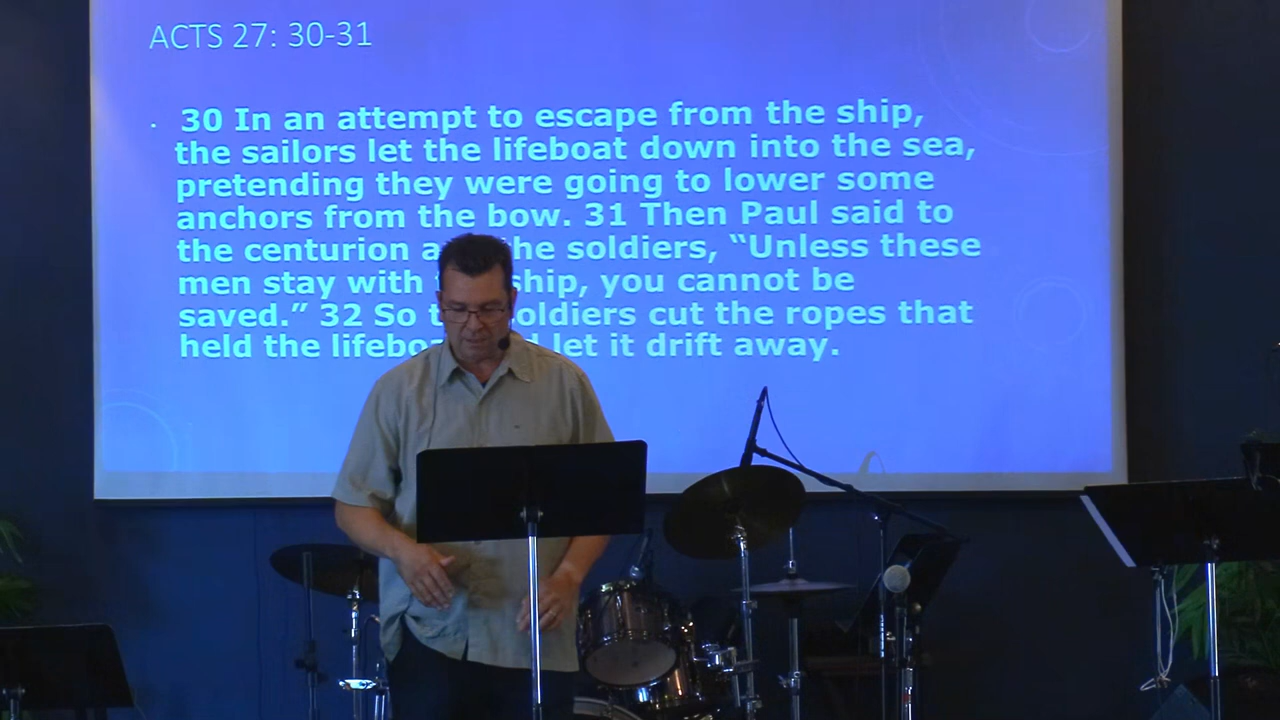 ACTS 27: 30-31
· 30 In an attempt to escape from the ship,
the sailors let the lifeboat down into the sea,
pretending they were going to lower some
anchors from the bow. 31 Then Paul said to
the centurion a he soldiers, “Unless these
men stay with ship, you cannot be
saved.” 32 So t oldiers cut the ropes that
held the lifebo d let it drift away.